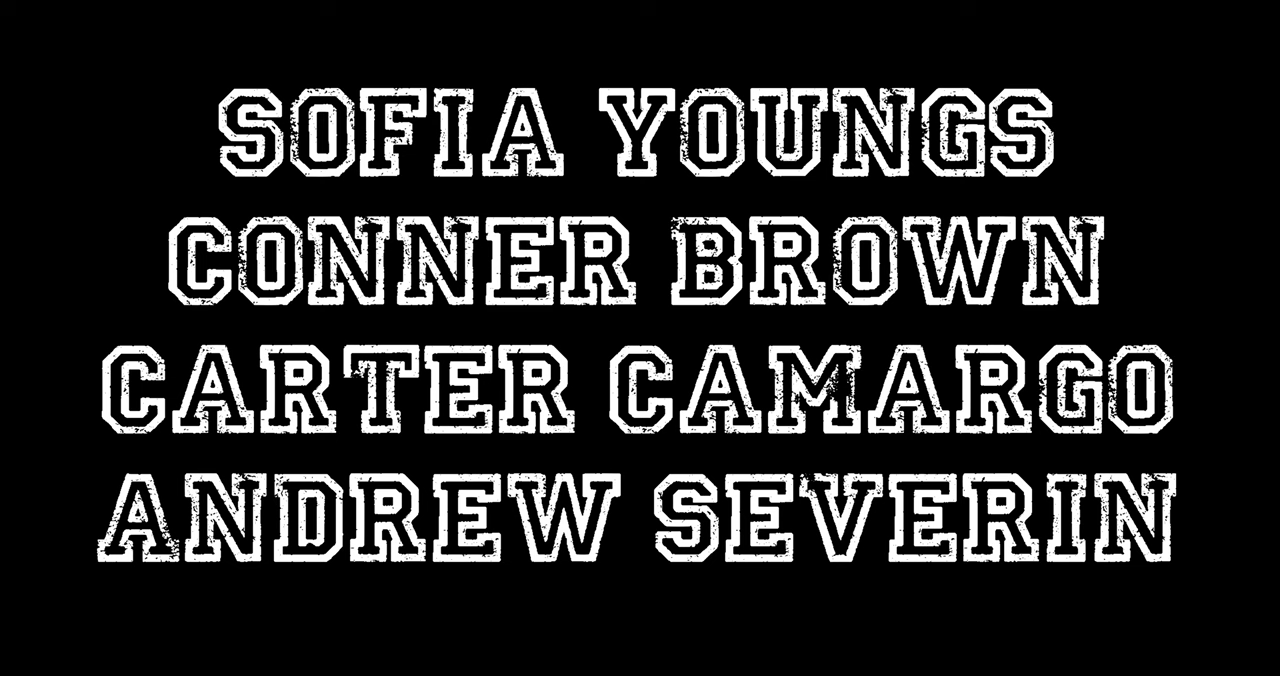 SOFIA YOUNGS
CONNER BROWN
CARTER CAMARGO
ANDREW SEVERIN